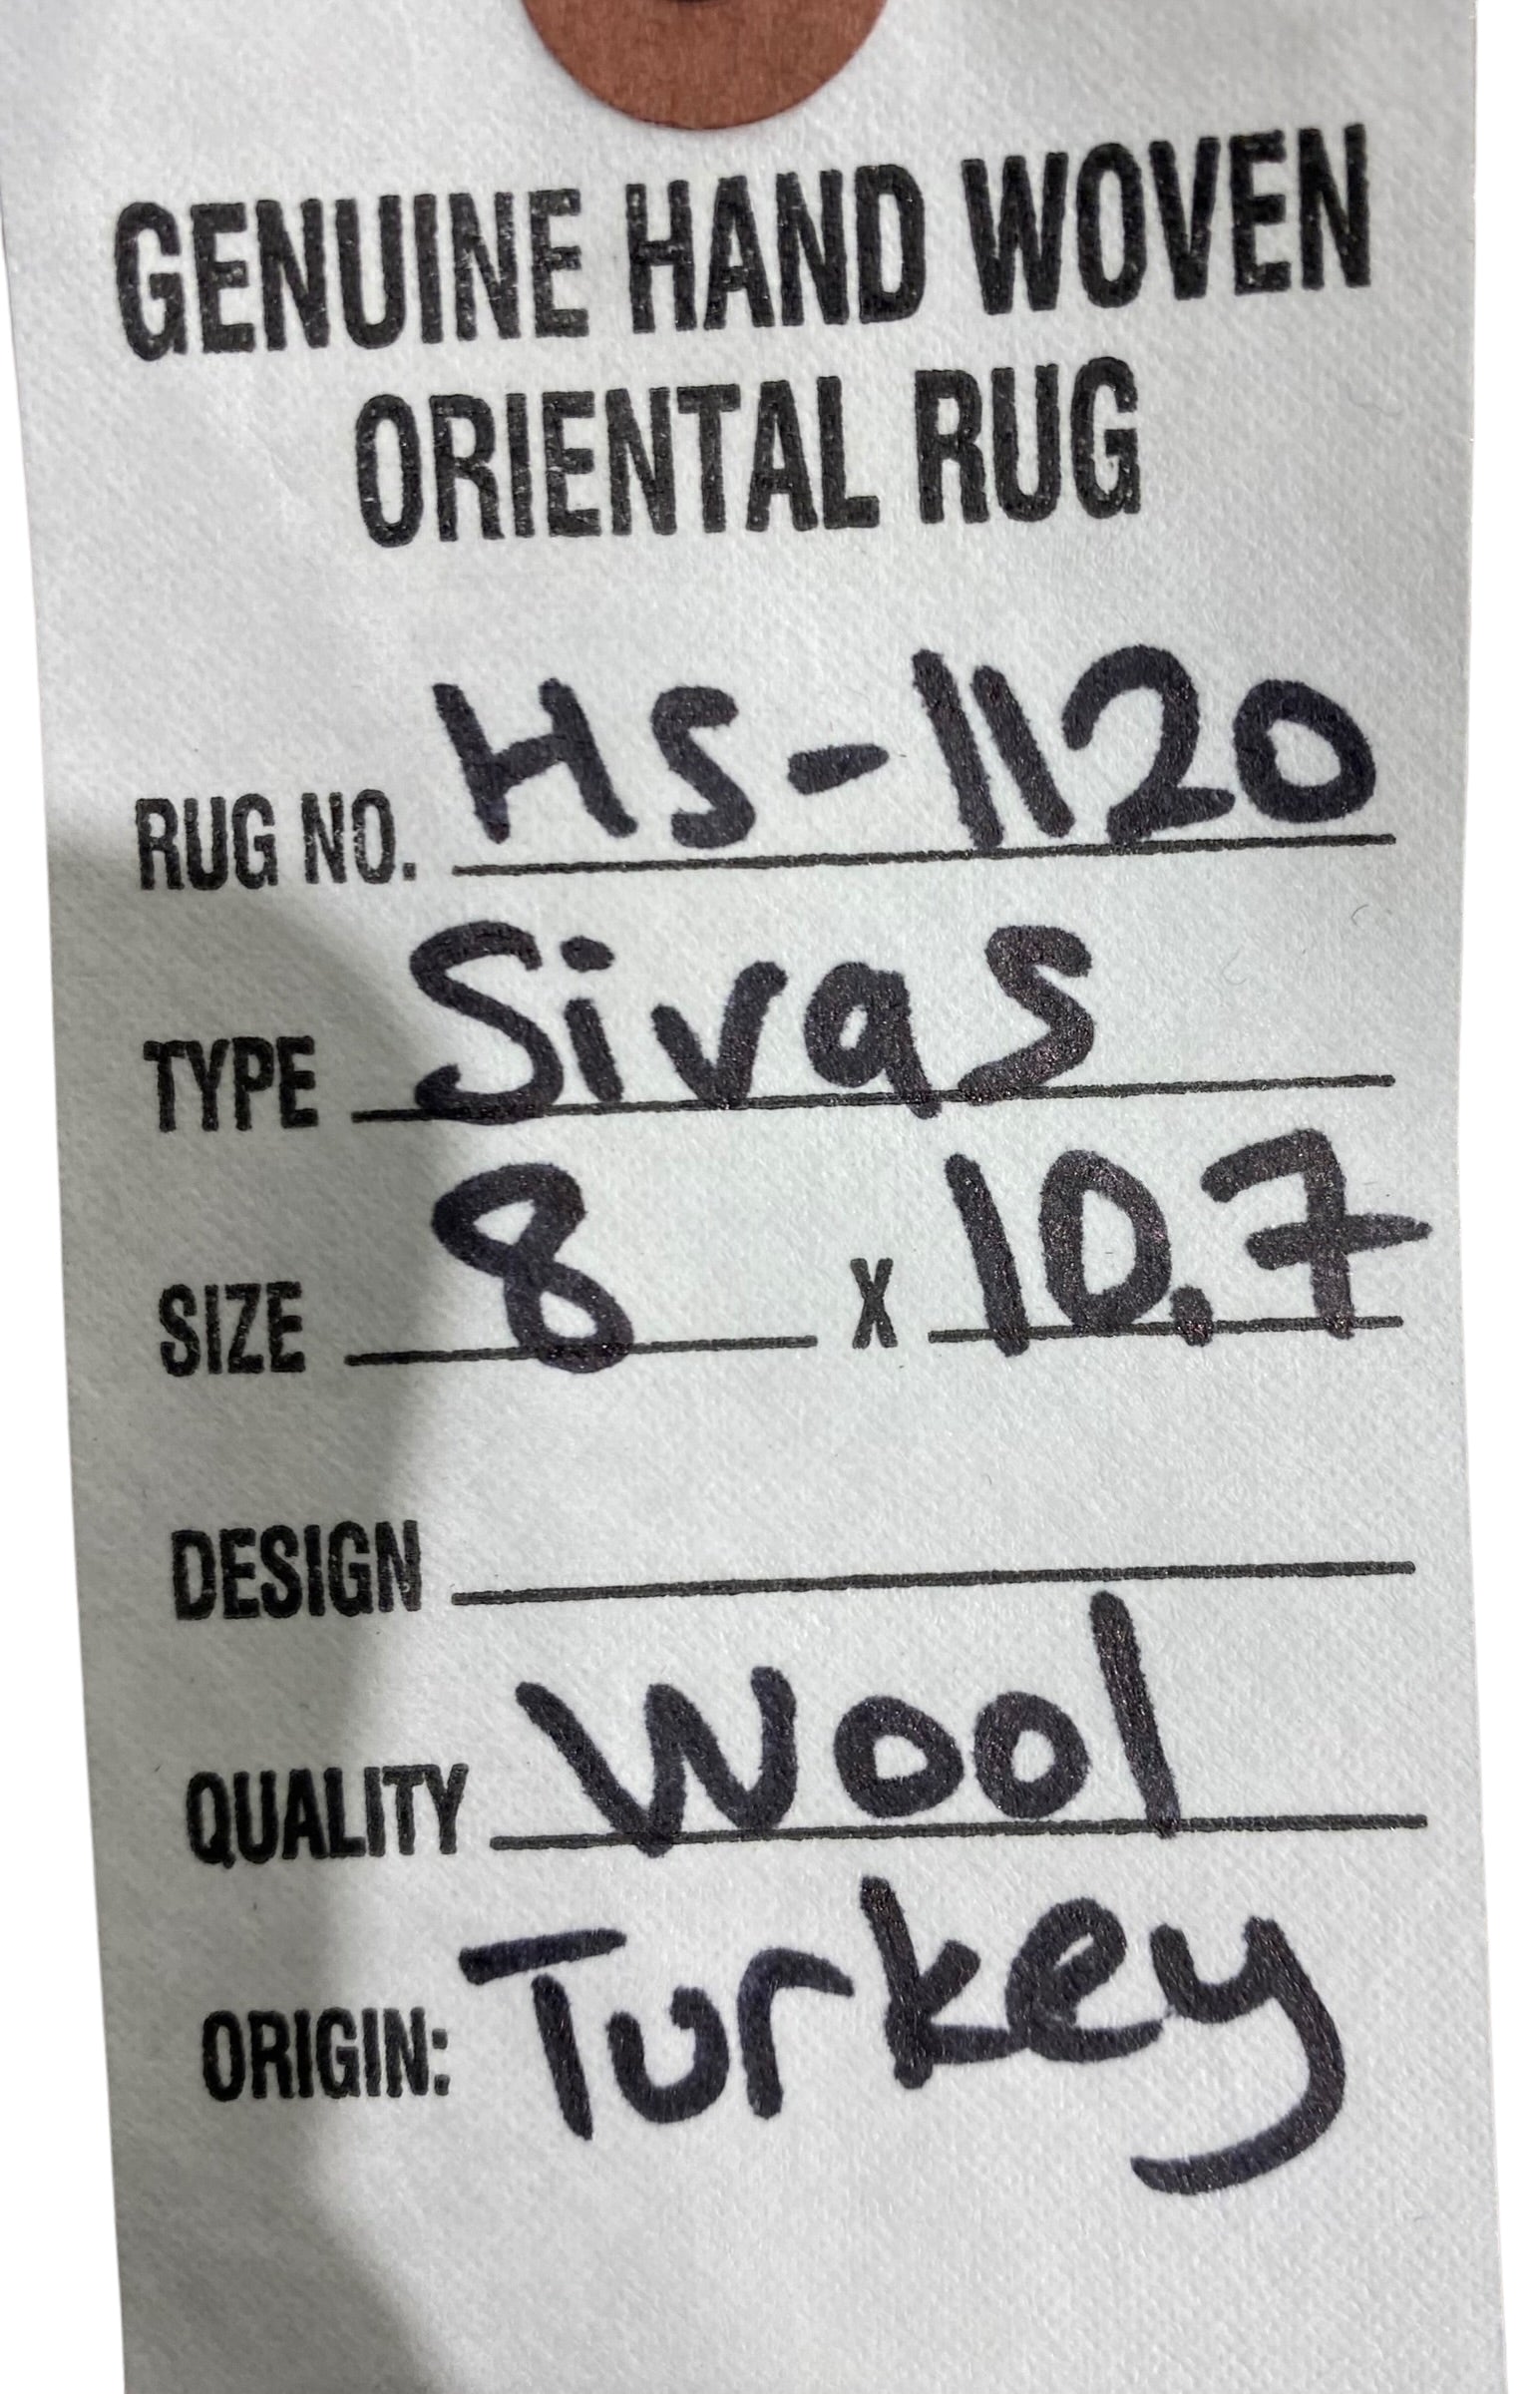 GENUINE HAND WOVEN
ORIENTAL RUG
RUG NO. HS-1120
TYPE Sivas
SIZE 8 X 10.7
DESIGN
QUALITY Wool
ORIGIN: Turkey